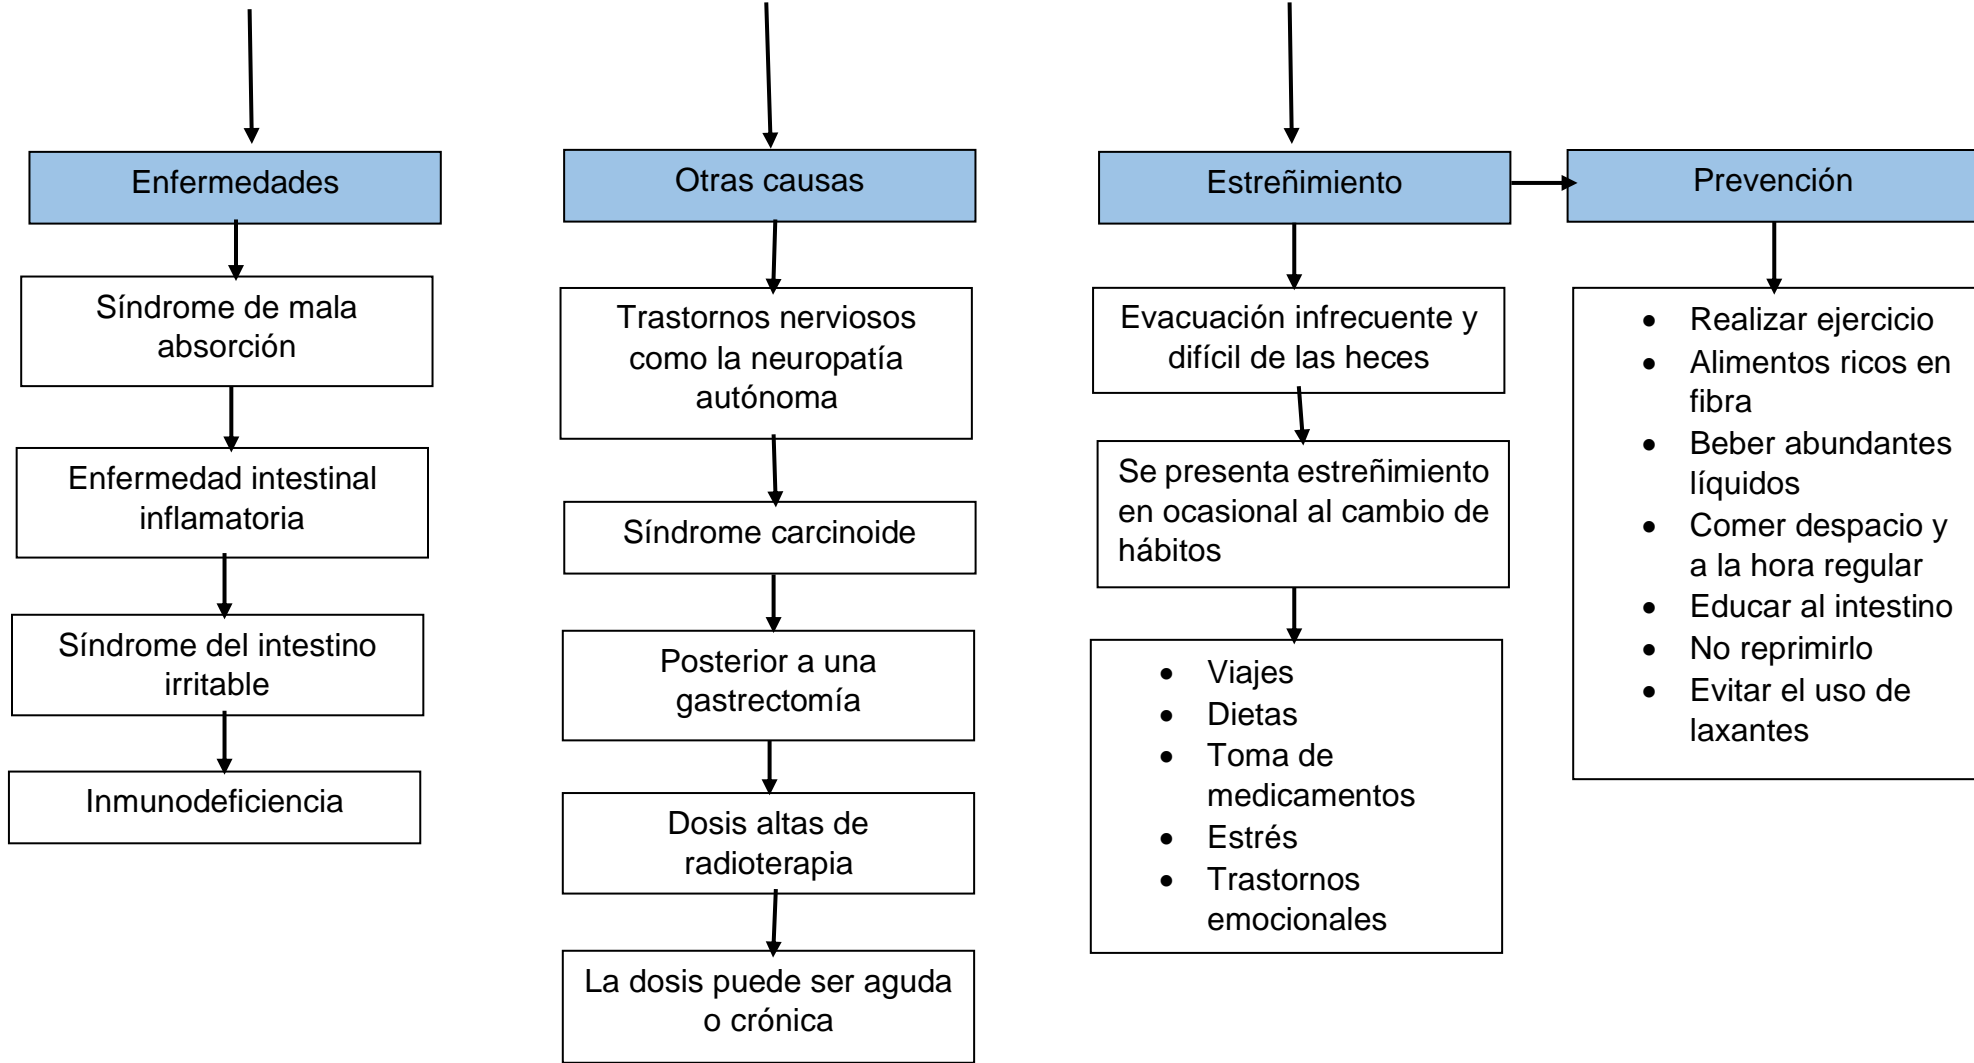 Enfermedades
Síndrome de mala
absorción
Enfermedad intestinal
inflamatoria
Síndrome del intestino
irritable
Inmunodeficiencia
Otras causas
Trastornos nerviosos
como la neuropatía
autónoma
Síndrome carcinoide
Posterior a una
gastrectomía
Dosis altas de
radioterapia
La dosis puede ser aguda
o crónica
Estreñimiento
Evacuación infrecuente y
difícil de las heces
Se presenta estreñimiento
en ocasional al cambio de
hábitos
• Viajes
• Dietas
• Toma de
medicamentos
• Estrés
• Trastornos
emocionales
Prevención
• Realizar ejercicio
• Alimentos ricos en
fibra
• Beber abundantes
líquidos
• Comer despacio y
a la hora regular
• Educar al intestino
• No reprimirlo
• Evitar el uso de
laxantes